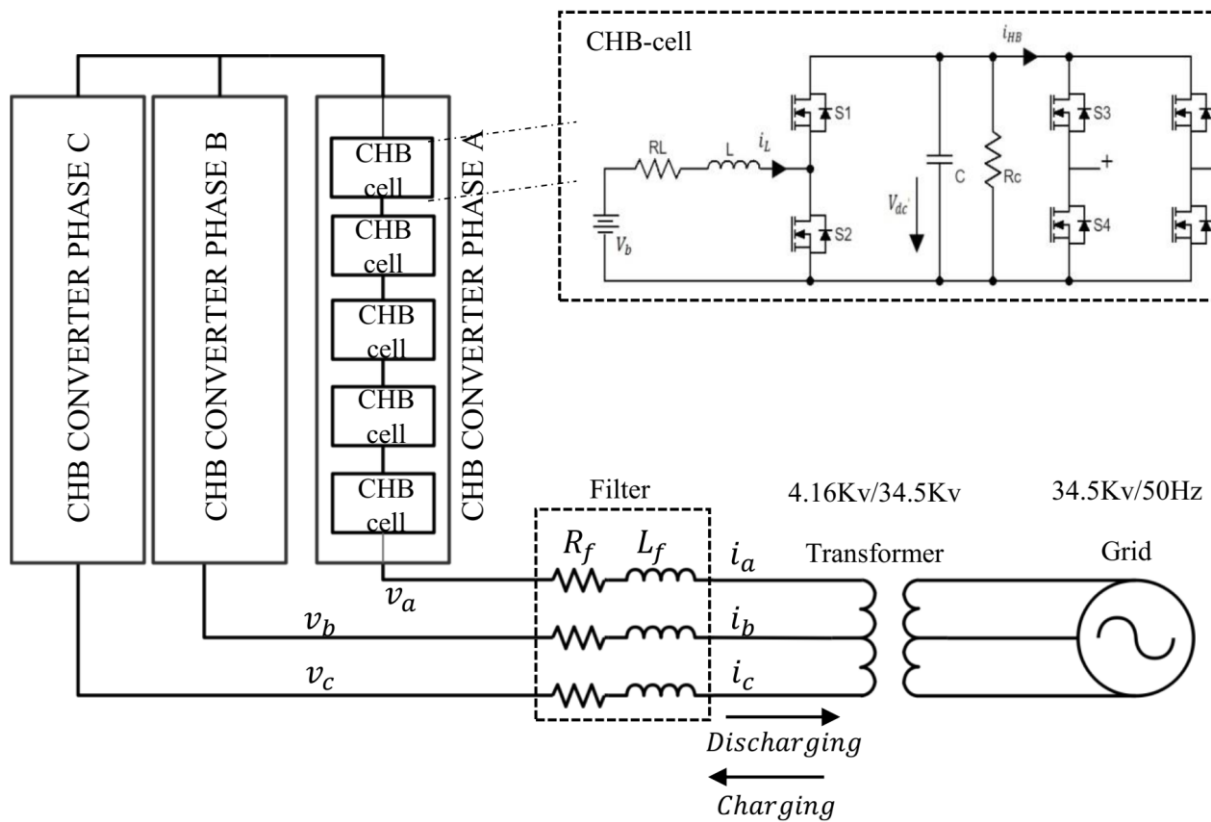 CHB-cell
i_HB
S1
S3
RL
L
i_L
C
Rc
+
V_dc
V_b
S2
S4
CHB CONVERTER PHASE C
CHB CONVERTER PHASE B
CHB
cell
CHB
cell
CHB
cell
CHB
cell
CHB
cell
CHB CONVERTER PHASE A
Filter
4.16Kv/34.5Kv
34.5Kv/50Hz
R_f
L_f
i_a
Transformer
Grid
v_a
v_b
i_b
v_c
i_c
Discharging
Charging